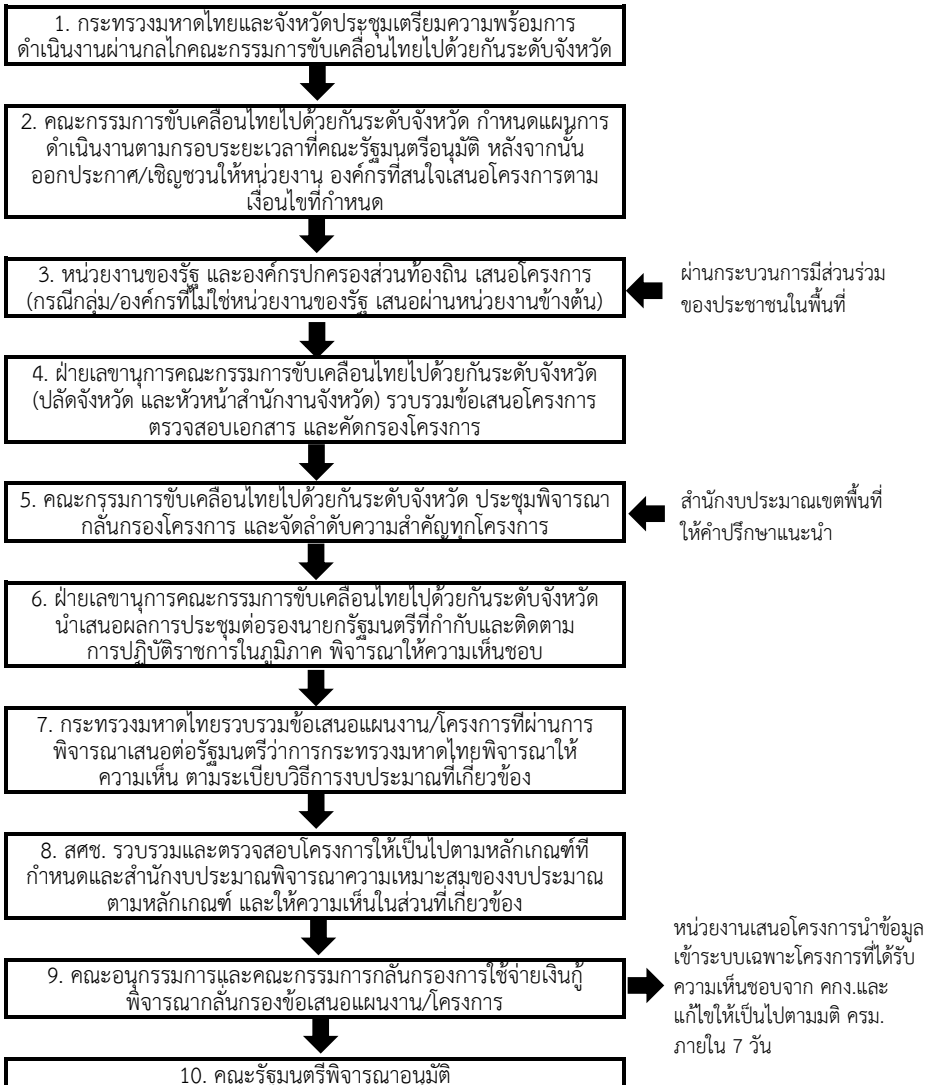 1. กระทรวงมหาดไทยและจังหวัดประชุมเตรียมความพร้อมการ
ดำเนินงานผ่านกลไกคณะกรรมการขับเคลื่อนไทยไปด้วยกันระดับจังหวัด
2. คณะกรรมการขับเคลื่อนไทยไปด้วยกันระดับจังหวัด กำหนดแผนการ
ดำเนินงานตามกรอบระยะเวลาที่คณะรัฐมนตรีอนุมัติ หลังจากนั้น
ออกประกาศ/เชิญชวนให้หน่วยงาน องค์กรที่สนใจเสนอโครงการตาม
เงื่อนไขที่กำหนด
3. หน่วยงานของรัฐ และองค์กรปกครองส่วนท้องถิ่น เสนอโครงการ
(กรณีกลุ่ม/องค์กรที่ไม่ใช่หน่วยงานของรัฐ เสนอผ่านหน่วยงานข้างต้น)
ผ่านกระบวนการมีส่วนร่วม
ของประชาชนในพื้นที่
4. ฝ่ายเลขานุการคณะกรรมการขับเคลื่อนไทยไปด้วยกันระดับจังหวัด
(ปลัดจังหวัด และหัวหน้าสำนักงานจังหวัด) รวบรวมข้อเสนอโครงการ
ตรวจสอบเอกสาร และคัดกรองโครงการ
5. คณะกรรมการขับเคลื่อนไทยไปด้วยกันระดับจังหวัด ประชุมพิจารณา
กลั่นกรองโครงการ และจัดลำดับความสำคัญทุกโครงการ
สำนักงบประมาณเขตพื้นที่
ให้คำปรึกษาแนะนำ
6. ฝ่ายเลขานุการคณะกรรมการขับเคลื่อนไทยไปด้วยกันระดับจังหวัด
นำเสนอผลการประชุมต่อรองนายกรัฐมนตรีที่กำกับและติดตาม
การปฏิบัติราชการในภูมิภาค พิจารณาให้ความเห็นชอบ
7. กระทรวงมหาดไทยรวบรวมข้อเสนอแผนงาน/โครงการที่ผ่านการ
พิจารณาเสนอต่อรัฐมนตรีว่าการกระทรวงมหาดไทยพิจารณาให้
ความเห็น ตามระเบียบวิธีการงบประมาณที่เกี่ยวข้อง
8. สศช. รวบรวมและตรวจสอบโครงการให้เป็นไปตามหลักเกณฑ์ที่
กำหนดและสำนักงบประมาณพิจารณาความเหมาะสมของงบประมาณ
ตามหลักเกณฑ์ และให้ความเห็นในส่วนที่เกี่ยวข้อง
9. คณะอนุกรรมการและคณะกรรมการกลั่นกรองการใช้จ่ายเงินกู้
พิจารณากลั่นกรองข้อเสนอแผนงาน/โครงการ
หน่วยงานเสนอโครงการนำข้อมูล
เข้าระบบเฉพาะโครงการที่ได้รับ
ความเห็นชอบจาก คกง.และ
แก้ไขให้เป็นไปตามมติ ครม.
ภายใน 7 วัน
10. คณะรัฐมนตรีพิจารณาอนุมัติ